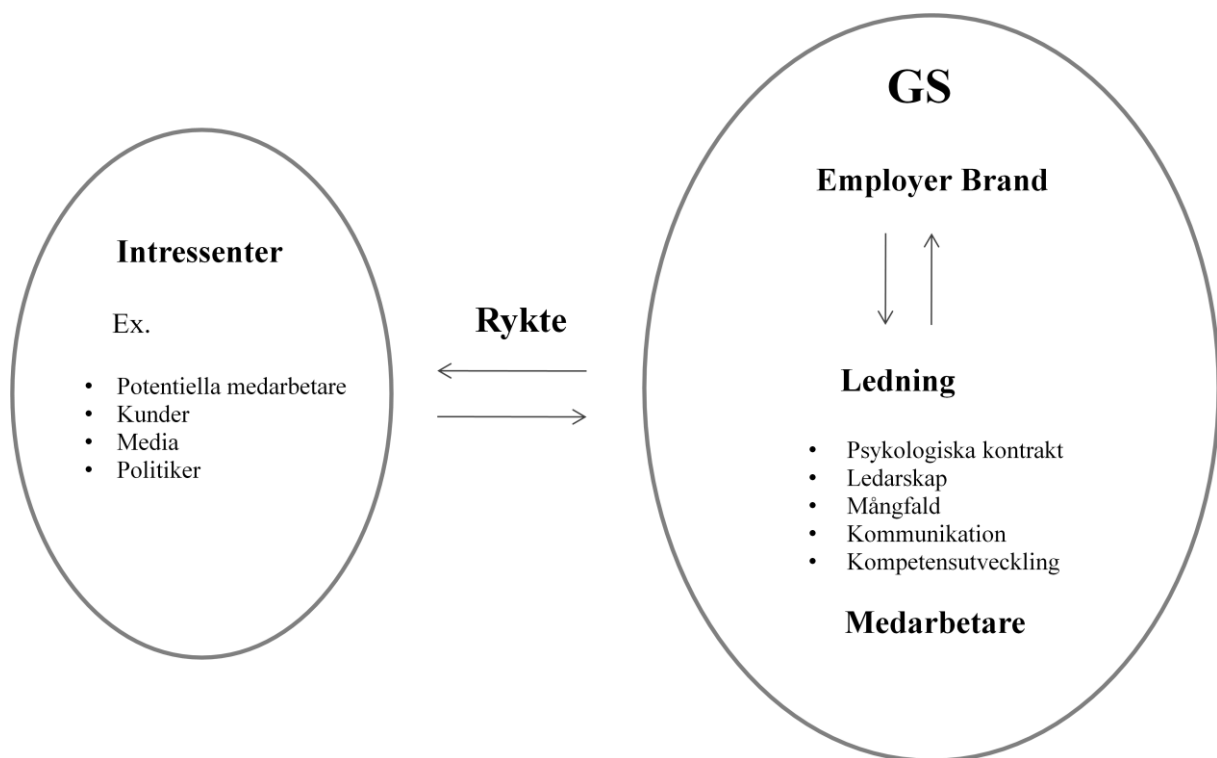 Intressenter
Ex.
• Potentiella medarbetare
• Kunder
• Media
• Politiker
Rykte
GS
Employer Brand
Ledning
• Psykologiska kontrakt
• Ledarskap
• Mångfald
• Kommunikation
• Kompetensutveckling
Medarbetare